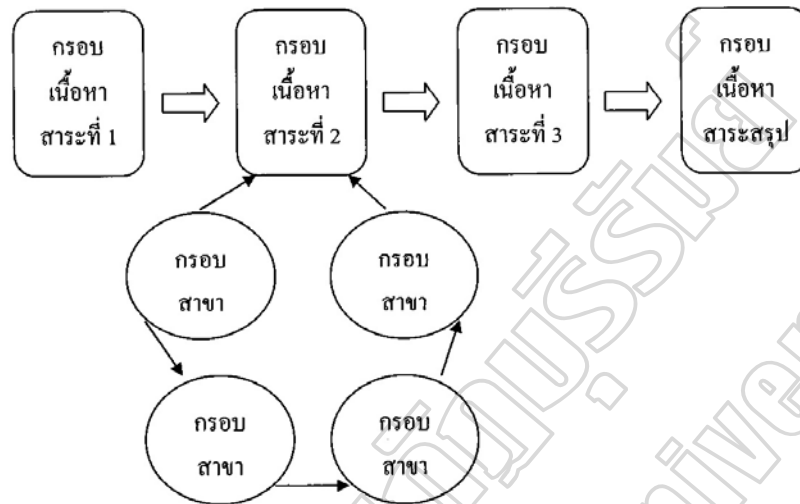 กรอบ
เนื้อหา
สาระที่ 1
กรอบ
เนื้อหา
สาระที่ 2
กรอบ
เนื้อหา
สาระที่ 3
กรอบ
เนื้อหา
สาระสรุป
กรอบ
สาขา
กรอบ
สาขา
กรอบ
สาขา
กรอบ
สาขา